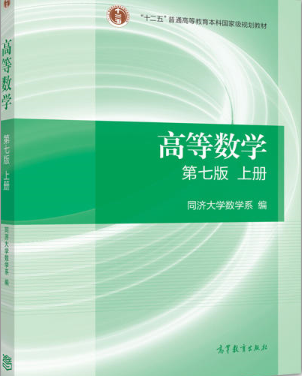 "十二五"普通高等教育本科国家级规划教材
高等数学
第七版 上册
同济大学数学系 编
高等教育出版社
高等数学
第七版 上册
同济大学数学系 编